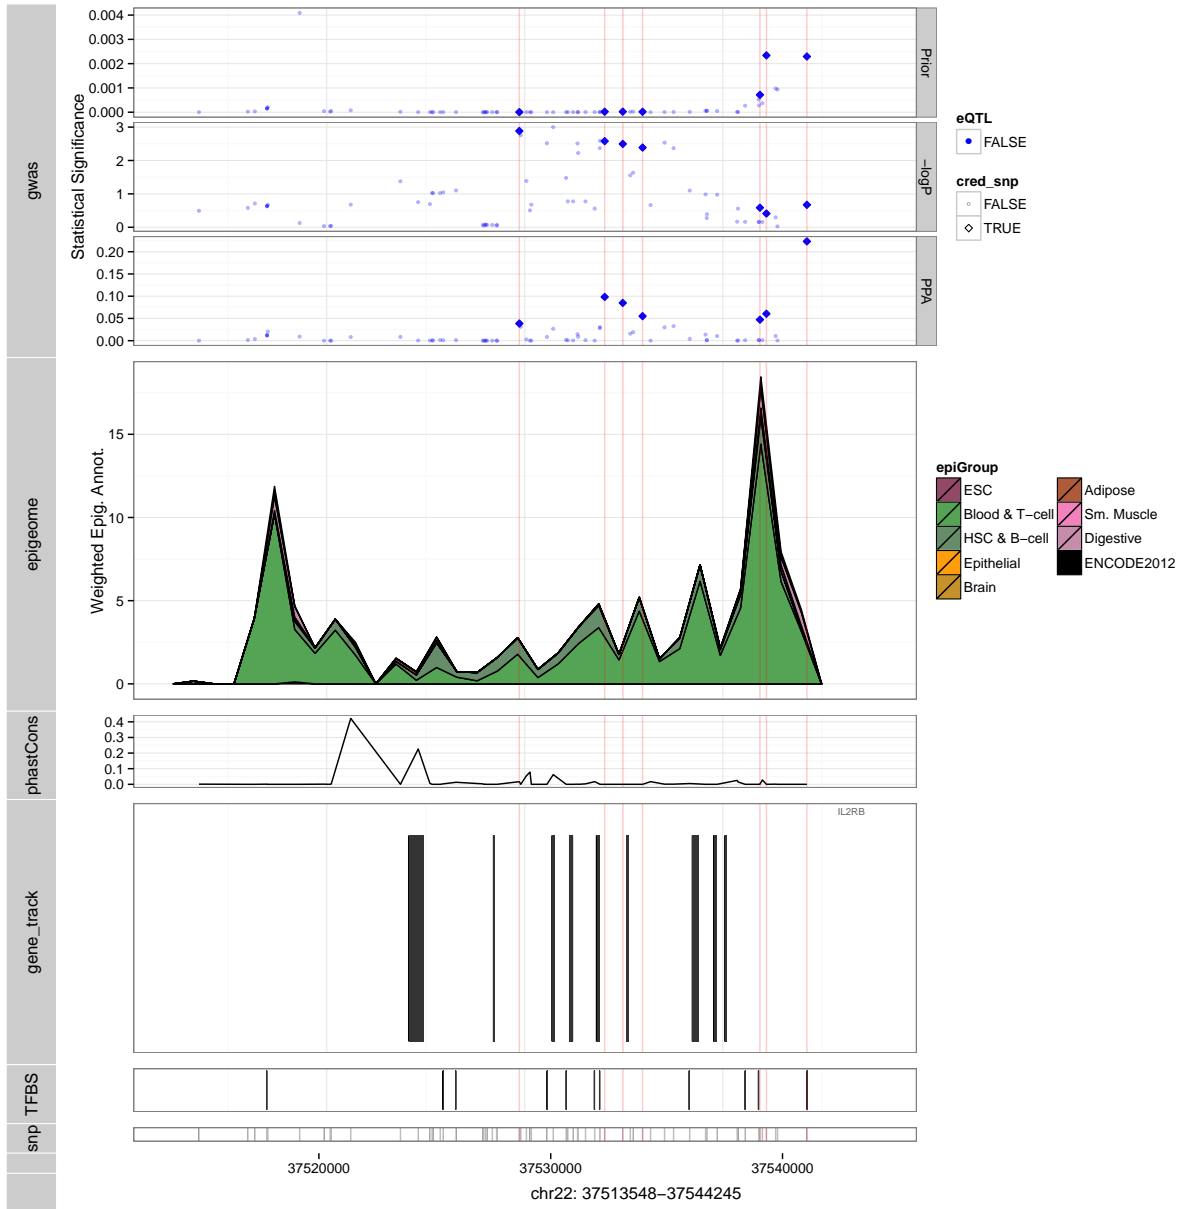 gwas
Statistical Significance
0.004
0.003
0.002
0.001
0.000
Prior
3
2
1
0
−logP
0.20
0.15
0.10
0.05
0.00
PPA
eQTL
FALSE
cred_snp
FALSE
TRUE
epigeome
Weighted Epig. Annot.
15
10
5
0
epiGroup
ESC
Blood & T−cell
HSC & B−cell
Epithelial
Brain
Adipose
Sm. Muscle
Digestive
ENCODE2012
phastCons
0.4
0.3
0.2
0.1
0.0
gene_track
IL2RB
TFBS
snp
37520000
37530000
37540000
chr22: 37513548−37544245